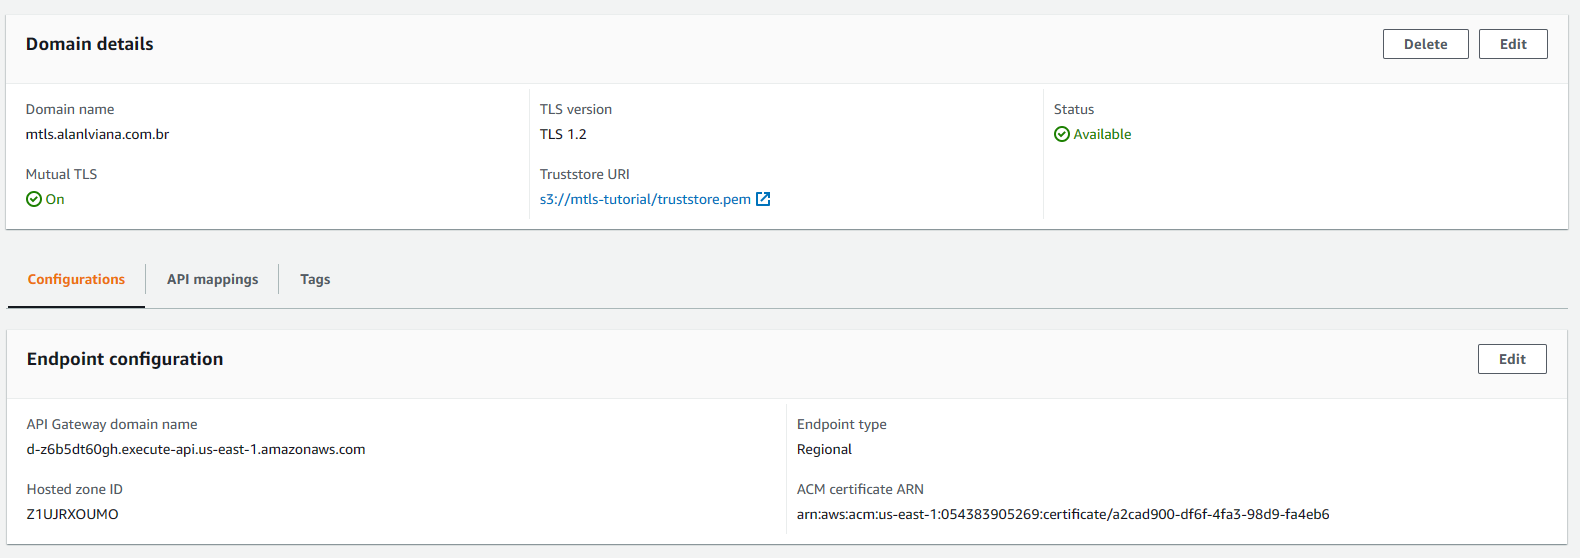 Domain details
Delete
Edit
Domain name
TLS version
Status
mtls.alanlviana.com.br
TLS 1.2
Available
Mutual TLS
Truststore URI
On
s3://mtls-tutorial/truststore.pem
Configurations
API mappings
Tags
Endpoint configuration
Edit
API Gateway domain name
Endpoint type
d-z6b5dt60gh.execute-api.us-east-1.amazonaws.com
Regional
Hosted zone ID
ACM certificate ARN
Z1UJRXOUMO
arn:aws:acm:us-east-1:054383905269:certificate/a2cad900-df6f-4fa3-98d9-fa4eb6